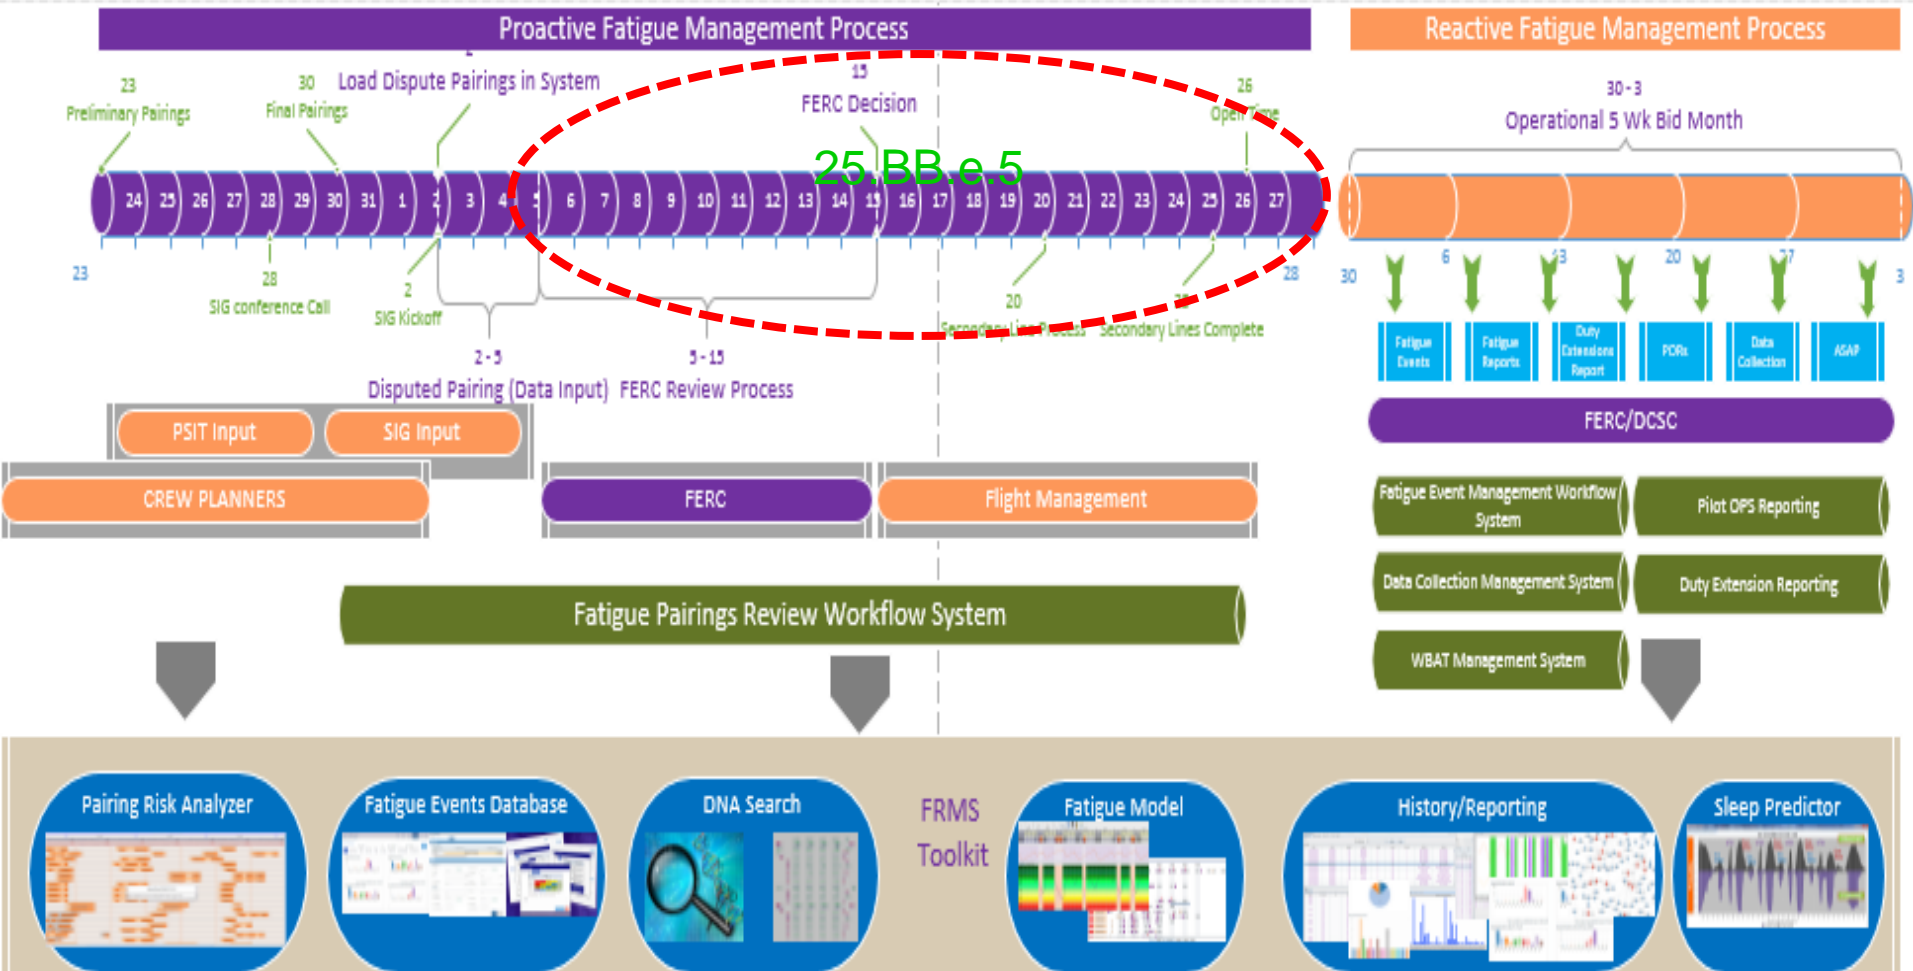 Proactive Fatigue Management Process
Reactive Fatigue Management Process
23
Preliminary Pairings
30
Final Pairings
Load Dispute Pairings in System
15
FERC Decision
26
Open Time
30 - 3
Operational 5 Wk Bid Month
25.BB.e.5
24 25 26 27 28 29 30 31 1 2 3 4 5 6 7 8 9 10 11 12 13 14 15 16 17 18 19 20 21 22 23 24 25 26 27
23
28
SIG conference Call
2
SIG Kickoff
20
Secondary Line Process
25
Secondary Lines Complete
28
30 6 13 20 27 3
2 - 5
Disputed Pairing (Data Input)
5 - 15
FERC Review Process
Fatigue Events
Fatigue Reports
Duty Extensions Report
PORs
Data Collection
ASAP
FERC/DCSC
PSIT Input
SIG Input
CREW PLANNERS
FERC
Flight Management
Fatigue Event Management Workflow
System
Pilot OPS Reporting
Data Collection Management System
Duty Extension Reporting
WBAT Management System
Fatigue Pairings Review Workflow System
Pairing Risk Analyzer
Fatigue Events Database
DNA Search
FRMS
Toolkit
Fatigue Model
History/Reporting
Sleep Predictor